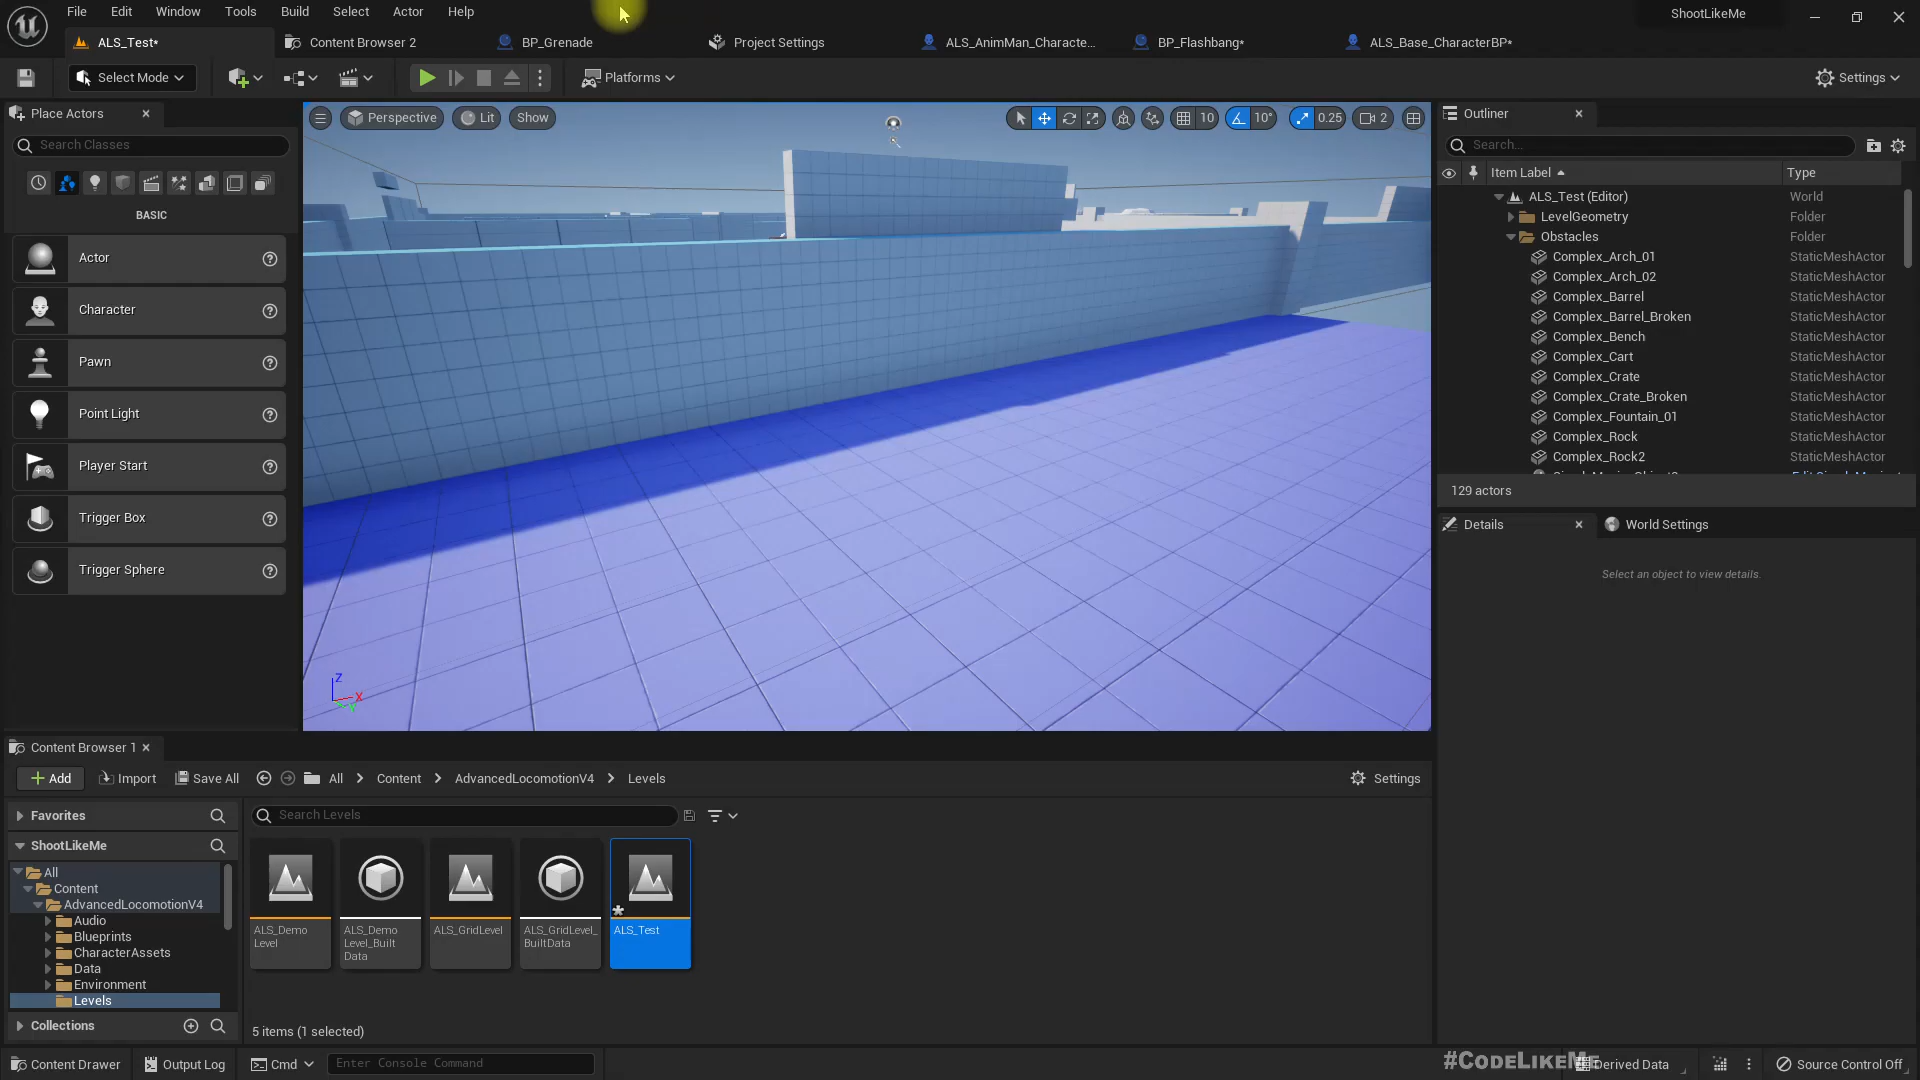 File Edit Window Tools Build Select Actor Help
ShootLikeMe
ALS_Test* Content Browser 2 BP_Grenade Project Settings ALS_AnimMan_Characte... BP_Flashbang* ALS_Base_CharacterBP*
Select Mode Platforms Settings
Place Actors
Search Classes
BASIC
Actor
Character
Pawn
Point Light
Player Start
Trigger Box
Trigger Sphere
Perspective Lit Show 10 10° 0.25 2
Z
X
Y
Outliner
Search...
Item Label Type
ALS_Test (Editor) World
LevelGeometry Folder
Obstacles Folder
Complex_Arch_01 StaticMeshActor
Complex_Arch_02 StaticMeshActor
Complex_Barrel StaticMeshActor
Complex_Barrel_Broken StaticMeshActor
Complex_Bench StaticMeshActor
Complex_Cart StaticMeshActor
Complex_Crate StaticMeshActor
Complex_Crate_Broken StaticMeshActor
Complex_Fountain_01 StaticMeshActor
Complex_Rock StaticMeshActor
Complex_Rock2 StaticMeshActor
129 actors
Details World Settings
Select an object to view details.
Content Browser 1
Add Import Save All All Content AdvancedLocomotionV4 Levels Settings
Favorites
ShootLikeMe
All
Content
AdvancedLocomotionV4
Audio
Blueprints
CharacterAssets
Data
Environment
Levels
Collections
Search Levels
ALS_Demo
Level
ALS_Demo
Level_Built
Data
ALS_GridLevel
ALS_GridLevel_
BuiltData
ALS_Test
5 items (1 selected)
Content Drawer Output Log Cmd Enter Console Command
#CodeLikeMe
Derived Data Source Control Off